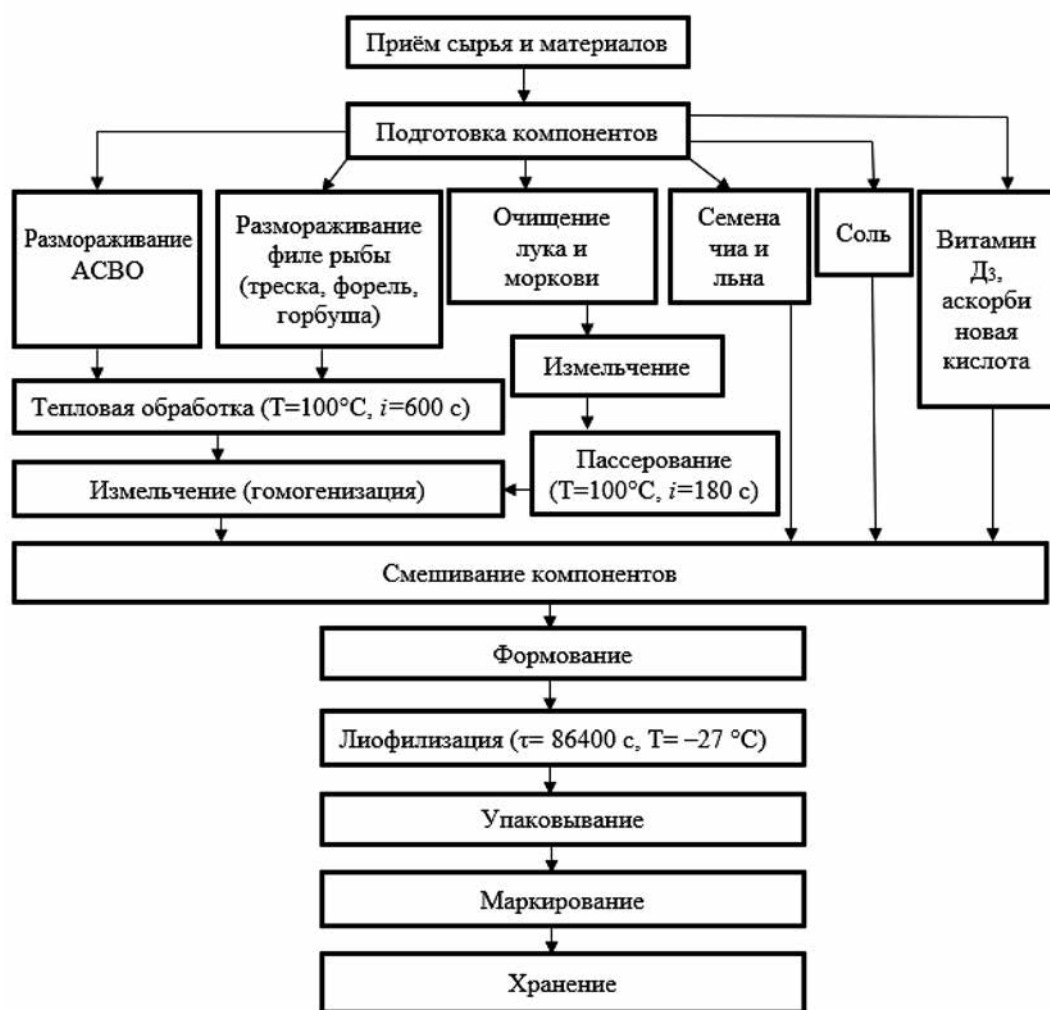 Приём сырья и материалов
Подготовка компонентов
Размораживание
АСВО
Размораживание
филе рыбы
(треска, форель,
горбуша)
Очищение
лука и
моркови
Семена
чиа и
льна
Соль
Витамин
Д₃,
аскорби
новая
кислота
Измельчение
Тепловая обработка (Т=100°С, i=600 с)
Пассерование
(Т=100°С, i=180 с)
Измельчение (гомогенизация)
Смешивание компонентов
Формование
Лиофилизация (τ= 86400 с, Т= –27 °С)
Упаковывание
Маркирование
Хранение